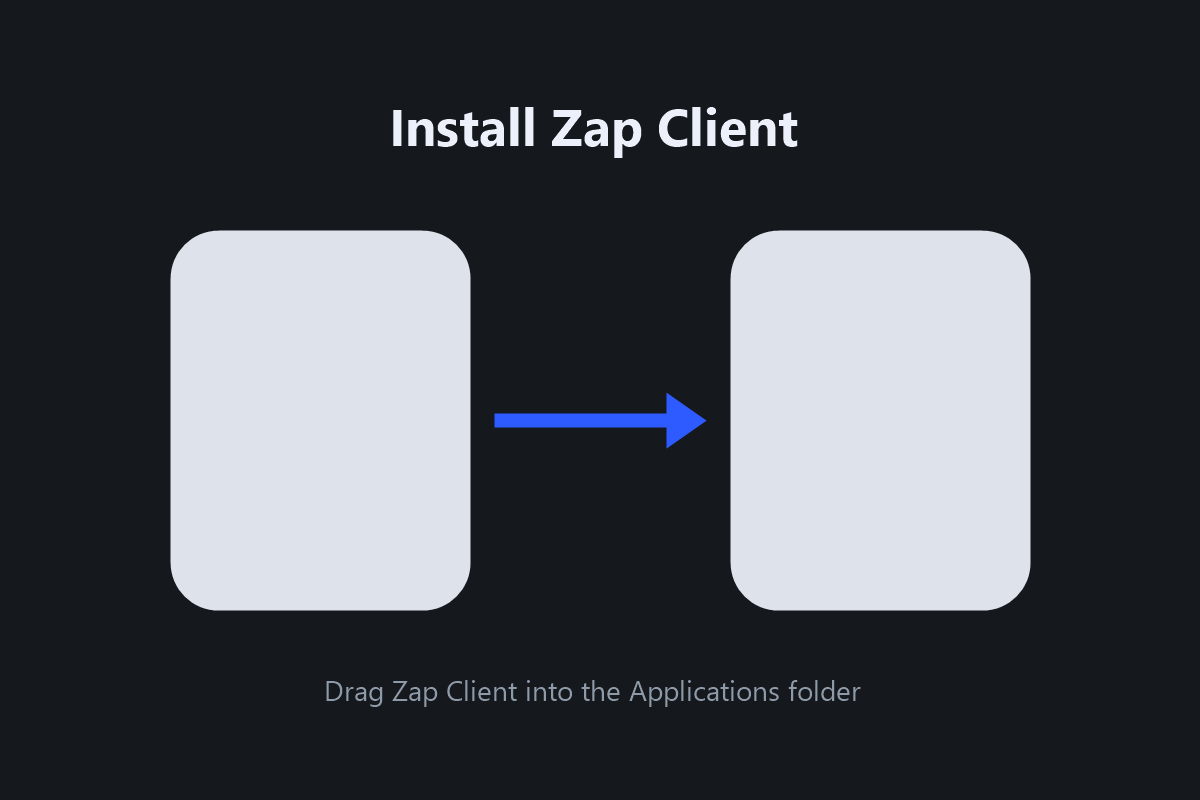 Install Zap Client
Drag Zap Client into the Applications folder